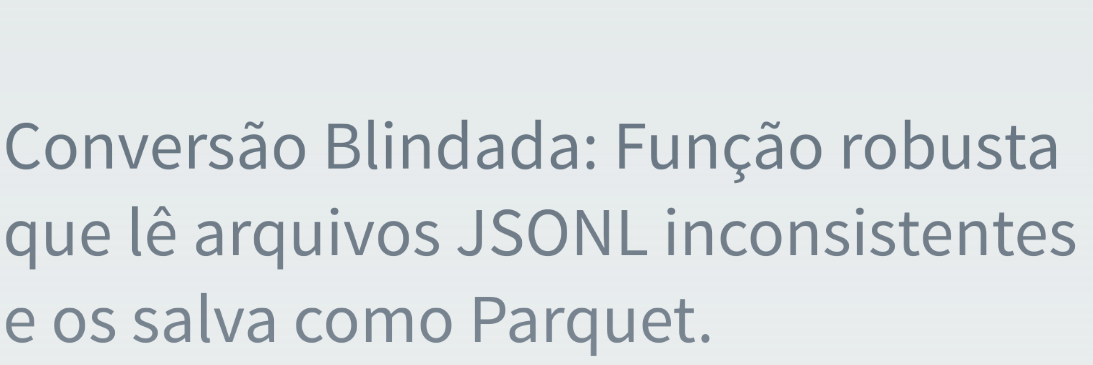 Conversão Blindada: Função robusta
que lê arquivos JSONL inconsistentes
e os salva como Parquet.